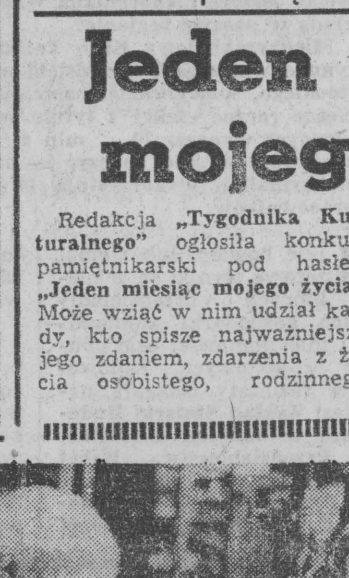 Jeden
mojeg
Redakcja „Tygodnika Ku
turalnego” ogłosiła konku
pamiętnikarski pod hasłe
„Jeden miesiąc mojego życia
Może wziąć w nim udział ka
dy, kto spisze najważniejsz
jego zdaniem, zdarzenia z ż
cia osobistego, rodzinneg